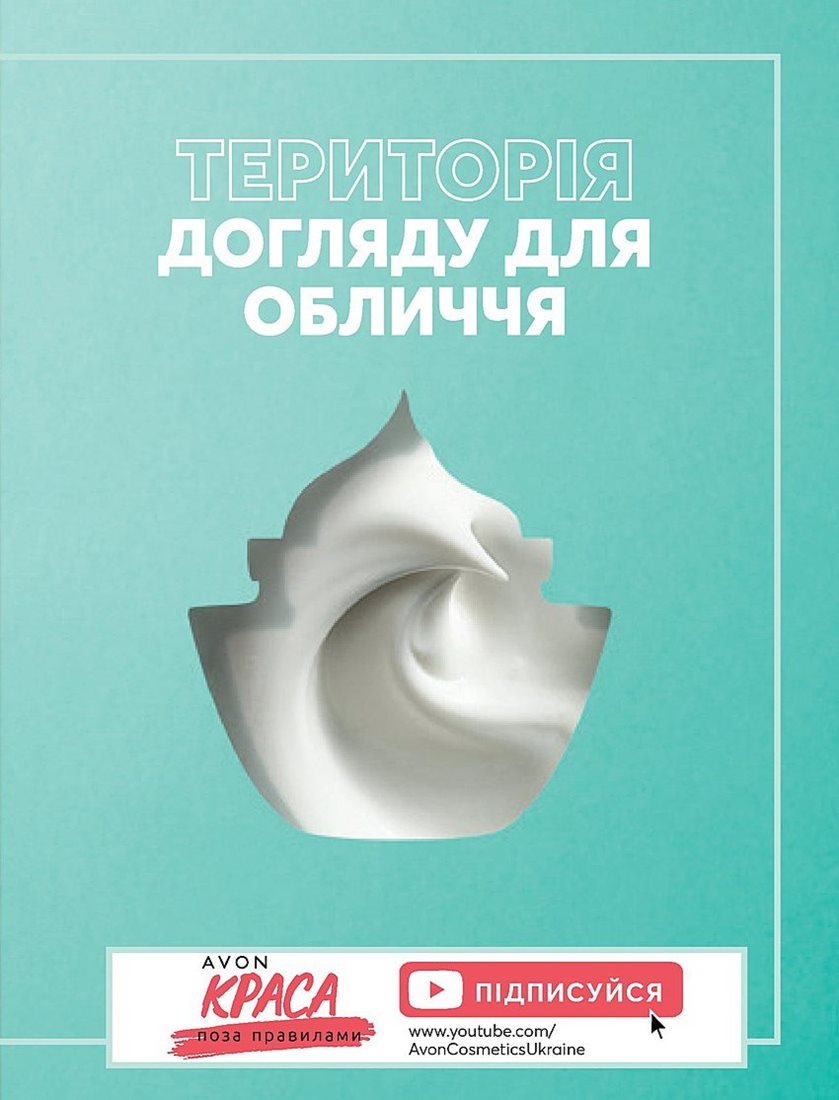 ТЕРИТОРІЯ
ДОГЛЯДУ ДЛЯ
ОБЛИЧЧЯ
AVON
КРАСА
поза правилами
ПІДПИСУЙСЯ
www.youtube.com/
AvonCosmeticsUkraine